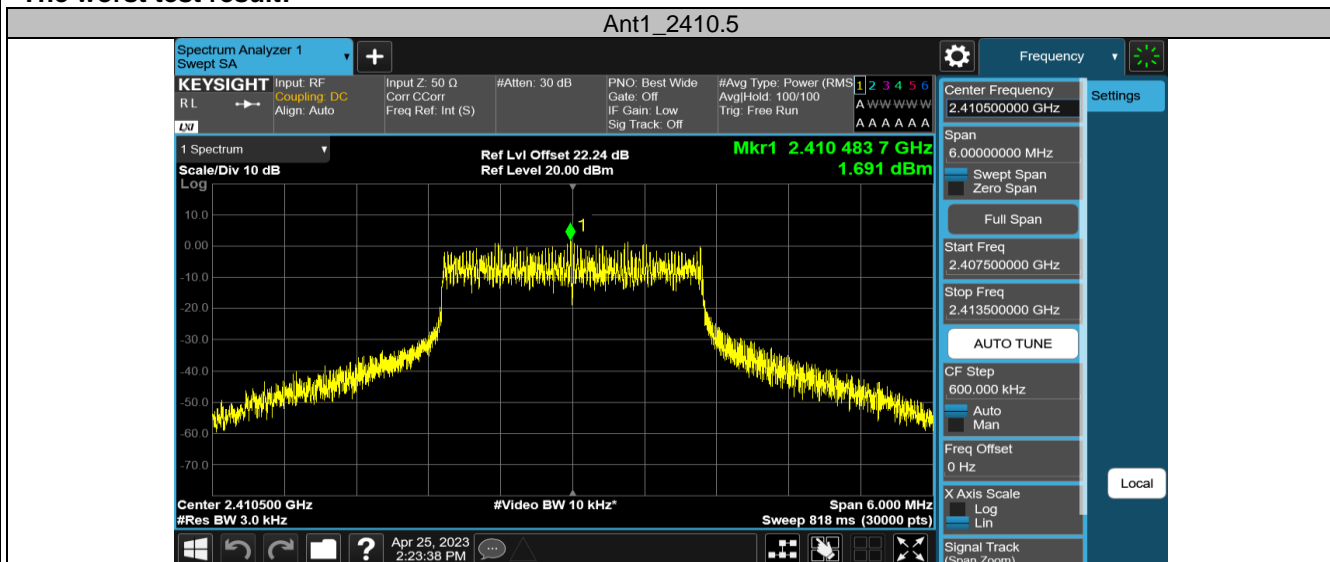 The worst test result:
Ant1_2410.5
Spectrum Analyzer 1
Swept SA
Frequency
KEYSIGHT
R L
LXI
Input: RF
Coupling: DC
Align: Auto
Input Z: 50 Ω
Corr CCorr
Freq Ref: Int (S)
#Atten: 30 dB
PNO: Best Wide
Gate: Off
IF Gain: Low
Sig Track: Off
#Avg Type: Power (RMS
Avg|Hold: 100/100
Trig: Free Run
1 2 3 4 5 6
A W W W W W
A A A A A A
1 Spectrum
Scale/Div 10 dB
Ref Lvl Offset 22.24 dB
Ref Level 20.00 dBm
Mkr1 2.410 483 7 GHz
1.691 dBm
Log
10.0
0.00
-10.0
-20.0
-30.0
-40.0
-50.0
-60.0
-70.0
1
Center 2.410500 GHz
#Res BW 3.0 kHz
#Video BW 10 kHz*
Span 6.000 MHz
Sweep 818 ms (30000 pts)
Apr 25, 2023
2:23:38 PM
Center Frequency
2.410500000 GHz
Settings
Span
6.00000000 MHz
Swept Span
Zero Span
Full Span
Start Freq
2.407500000 GHz
Stop Freq
2.413500000 GHz
AUTO TUNE
CF Step
600.000 kHz
Auto
Man
Freq Offset
0 Hz
X Axis Scale
Log
Lin
Local
Signal Track
(Span Zoom)